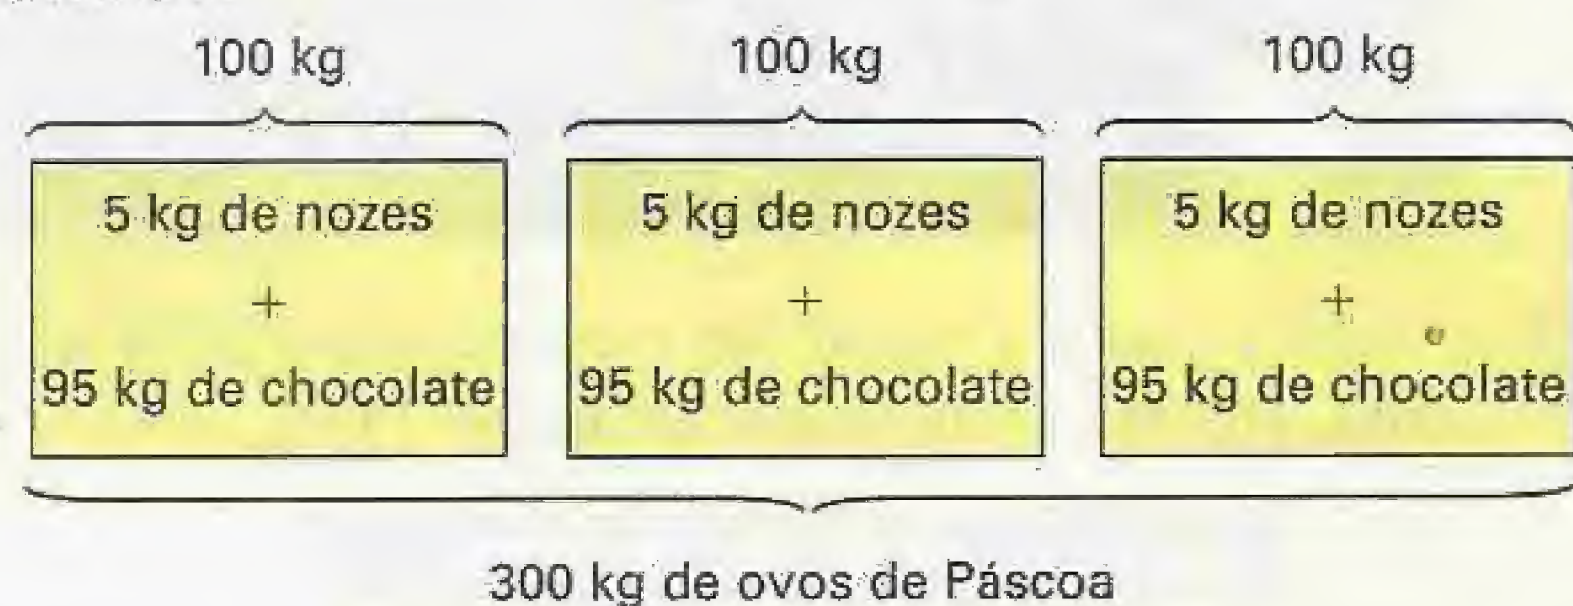 100 kg 100 kg 100 kg
5 kg de nozes 5 kg de nozes 5 kg de nozes
+ + +
95 kg de chocolate 95 kg de chocolate 95 kg de chocolate
300 kg de ovos de Páscoa